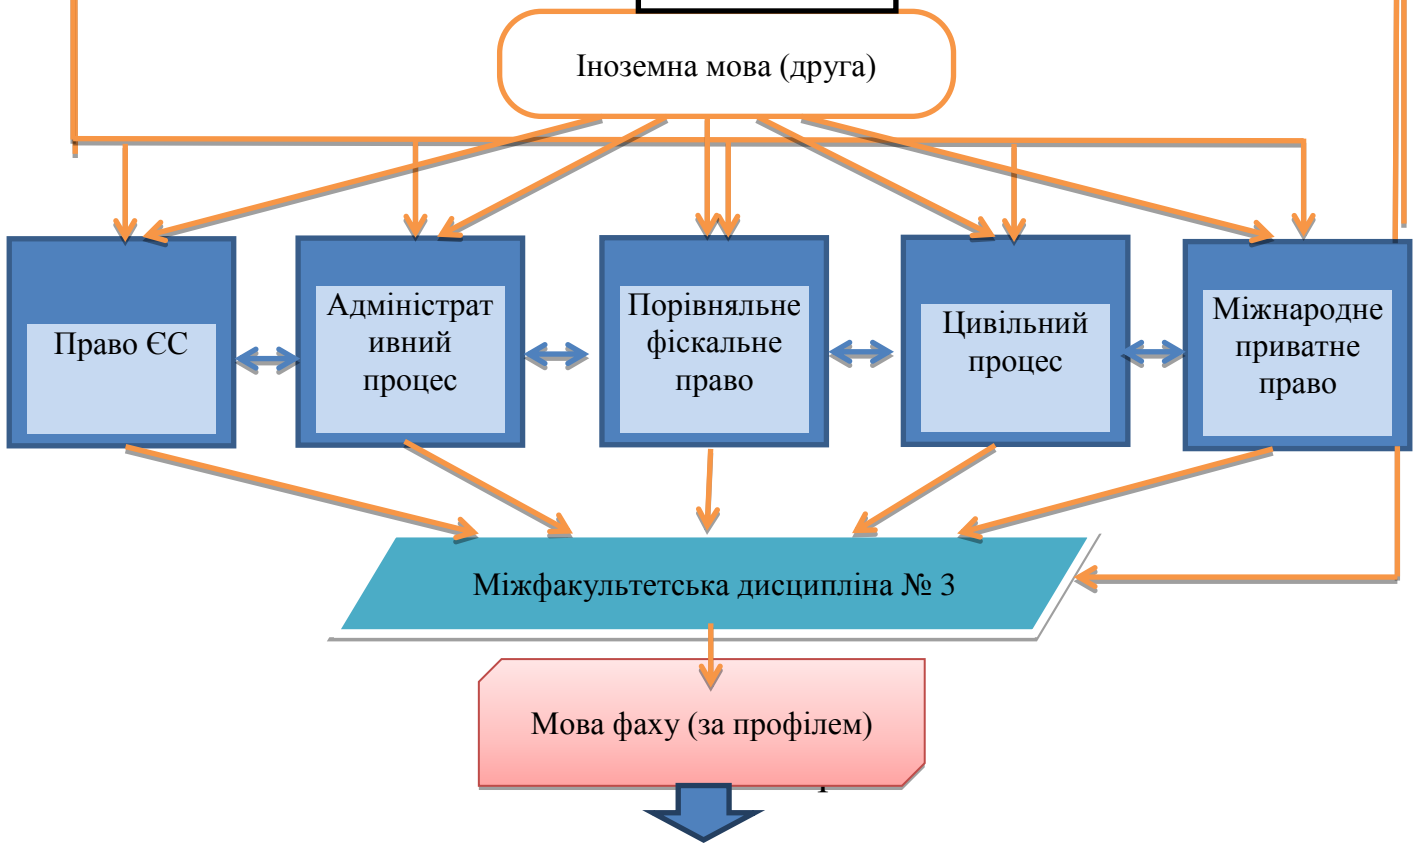 Іноземна мова (друга)
Право ЄС
Адміністрат
ивний
процес
Порівняльне
фіскальне
право
Цивільний
процес
Міжнародне
приватне
право
Міжфакультетська дисципліна № 3
Мова фаху (за профілем)